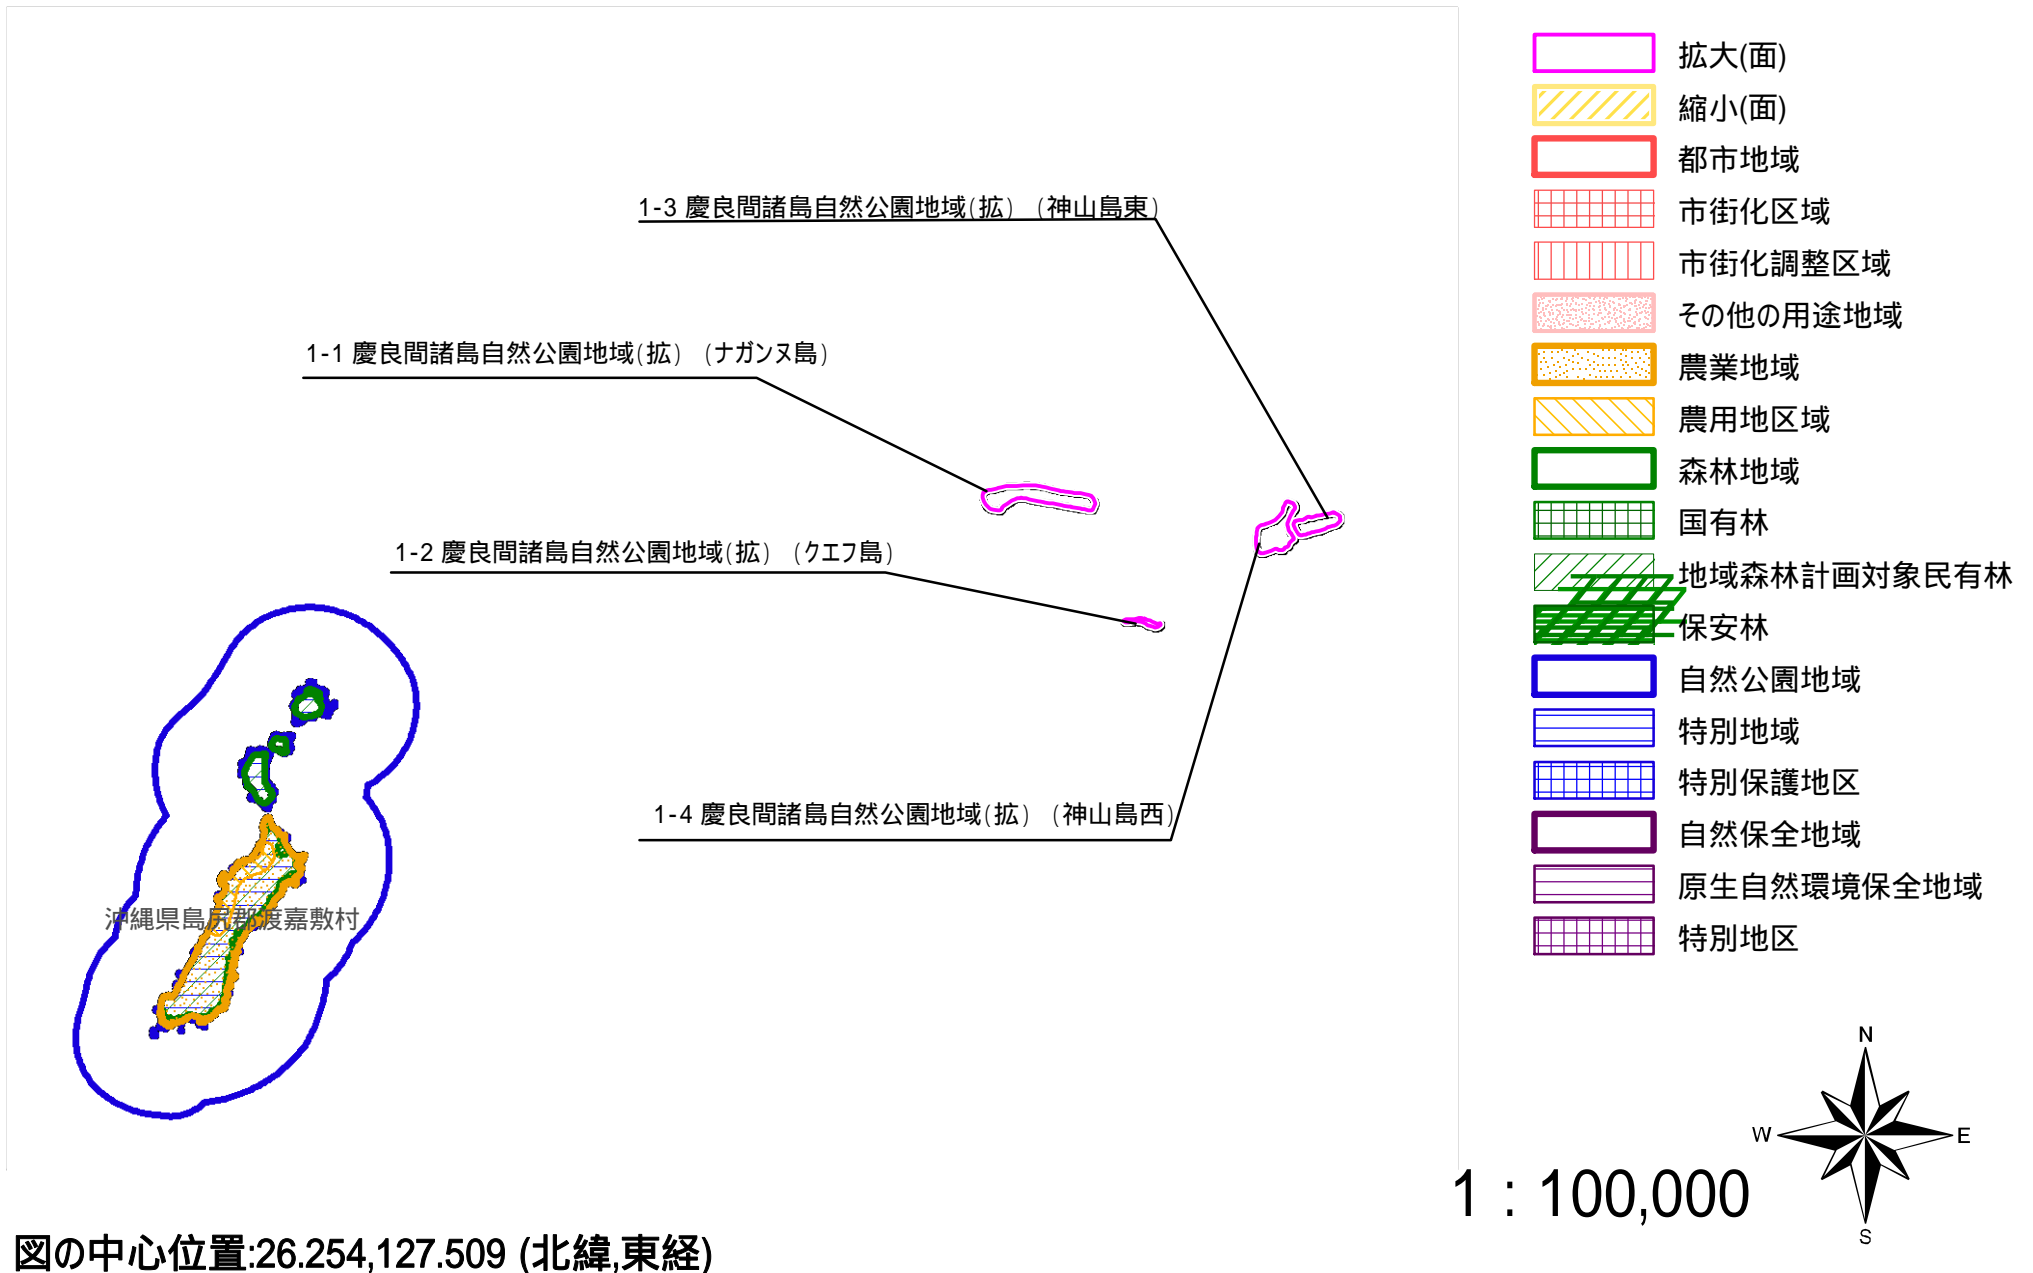 1-3 慶良間諸島自然公園地域(拡) (神山島東)
1-1 慶良間諸島自然公園地域(拡) (ナガンヌ島)
1-2 慶良間諸島自然公園地域(拡) (クエフ島)
1-4 慶良間諸島自然公園地域(拡) (神山島西)
沖縄県島尻郡渡嘉敷村
拡大(面)
縮小(面)
都市地域
市街化区域
市街化調整区域
その他の用途地域
農業地域
農用地区域
森林地域
国有林
地域森林計画対象民有林
保安林
自然公園地域
特別地域
特別保護地区
自然保全地域
原生自然環境保全地域
特別地区
N
W
E
S
1 : 100,000
図の中心位置:26.254,127.509 (北緯,東経)